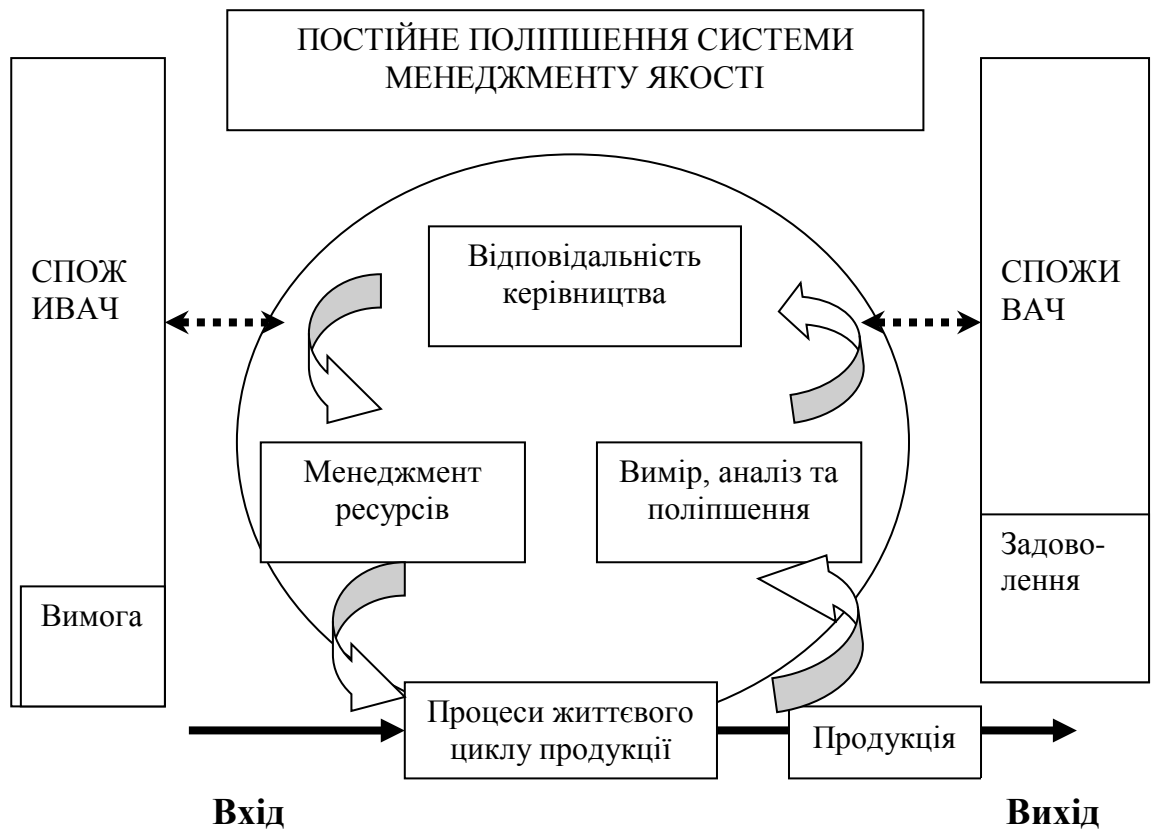 ПОСТІЙНЕ ПОЛІПШЕННЯ СИСТЕМИ
МЕНЕДЖМЕНТУ ЯКОСТІ
СПОЖ
ИВАЧ
Вимога
Відповідальність
керівництва
Менеджмент
ресурсів
Вимір, аналіз та
поліпшення
Процеси життєвого
циклу продукції
Продукція
СПОЖИ
ВАЧ
Задово-
лення
Вхід
Вихід